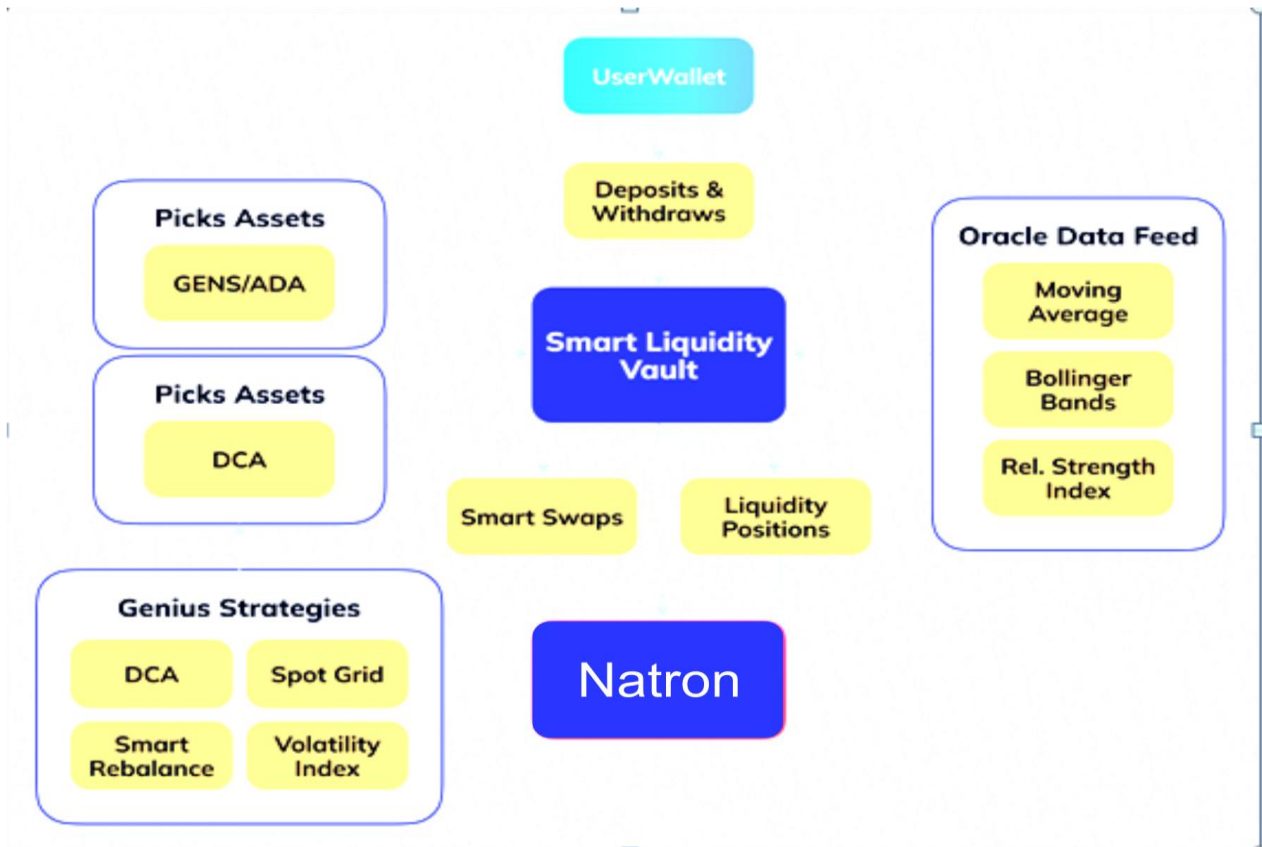 UserWallet
Deposits &
Withdraws
Picks Assets
GENS/ADA
Picks Assets
DCA
Smart Liquidity
Vault
Oracle Data Feed
Moving
Average
Bollinger
Bands
Rel. Strength
Index
Smart Swaps
Liquidity
Positions
Genius Strategies
DCA
Spot Grid
Smart
Rebalance
Volatility
Index
Natron